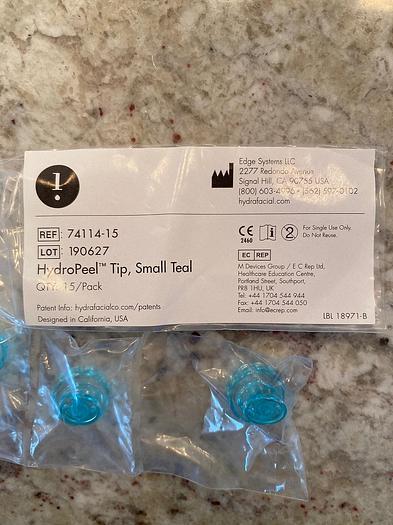 1.
Edge Systems LLC
2277 Redondo Avenue
Signal Hill, CA 90755 USA
(800) 603-4996 • (562) 597-0102
hydrafacial.com
REF: 74114-15
LOT: 190627
HydroPeel™ Tip, Small Teal
QTY: 15/Pack
Patent Info: hydrafacialco.com/patents
Designed in California, USA
CE 2460 i 2 For Single Use Only.
Do Not Reuse.
EC REP
M Devices Group / E C Rep Ltd,
Healthcare Education Centre,
Portland Street, Southport,
PR8 1HU, UK
Tel: +44 1704 544 944
Fax: +44 1704 544 050
Email: info@ecrep.com
LBL 18971-B